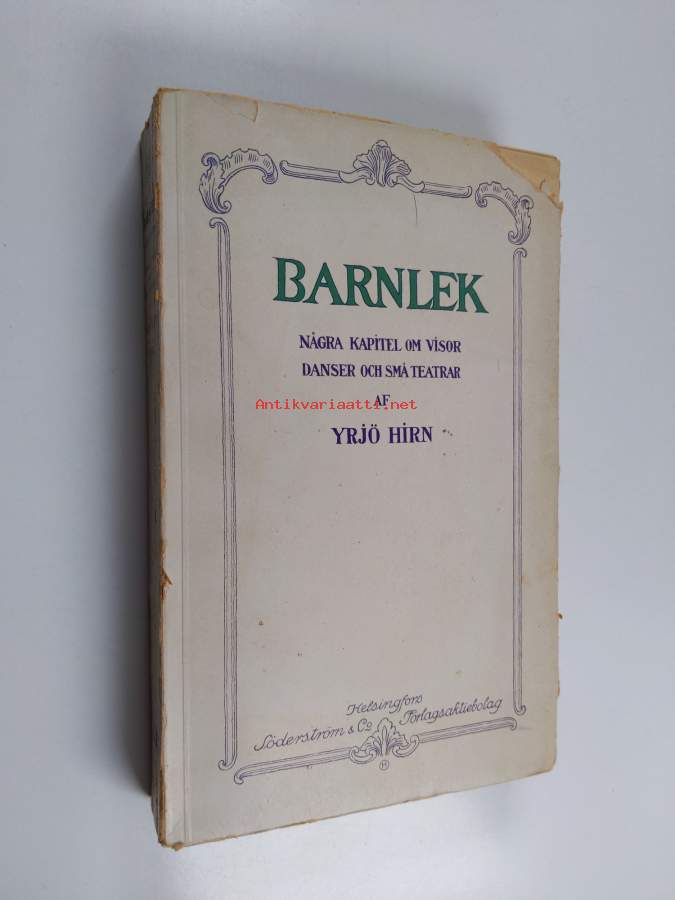 BARNLEK
NÅGRA KAPITEL OM VISOR
DANSER OCH SMÅ TEATRAR
Antikvariaatti.net
AF
YRJÖ HIRN
Helsingfors
Söderström & Co Förlagsaktiebolag
H